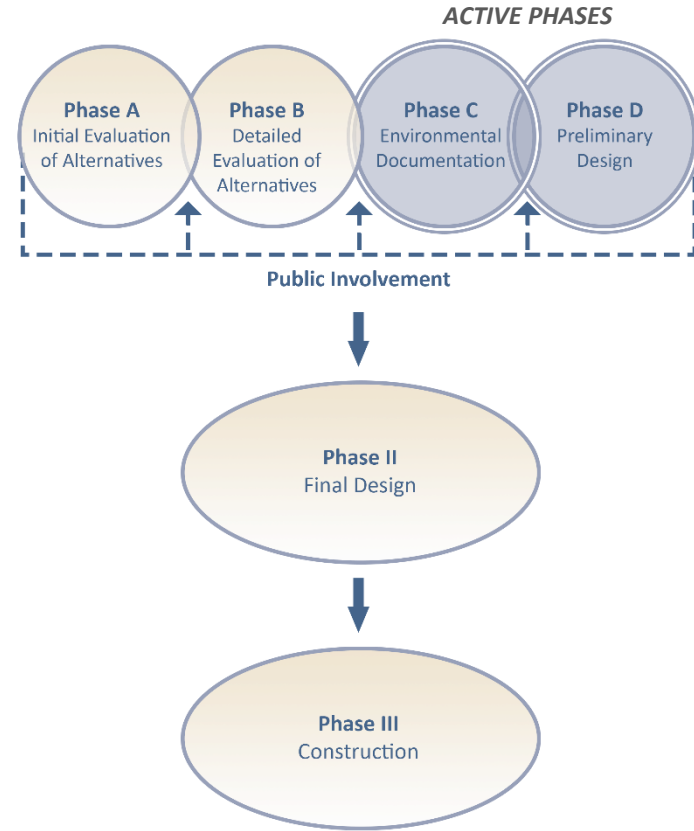 ACTIVE PHASES
Phase A
Initial Evaluation
of Alternatives
Phase B
Detailed
Evaluation of
Alternatives
Phase C
Environmental
Documentation
Phase D
Preliminary
Design
Public Involvement
Phase II
Final Design
Phase III
Construction